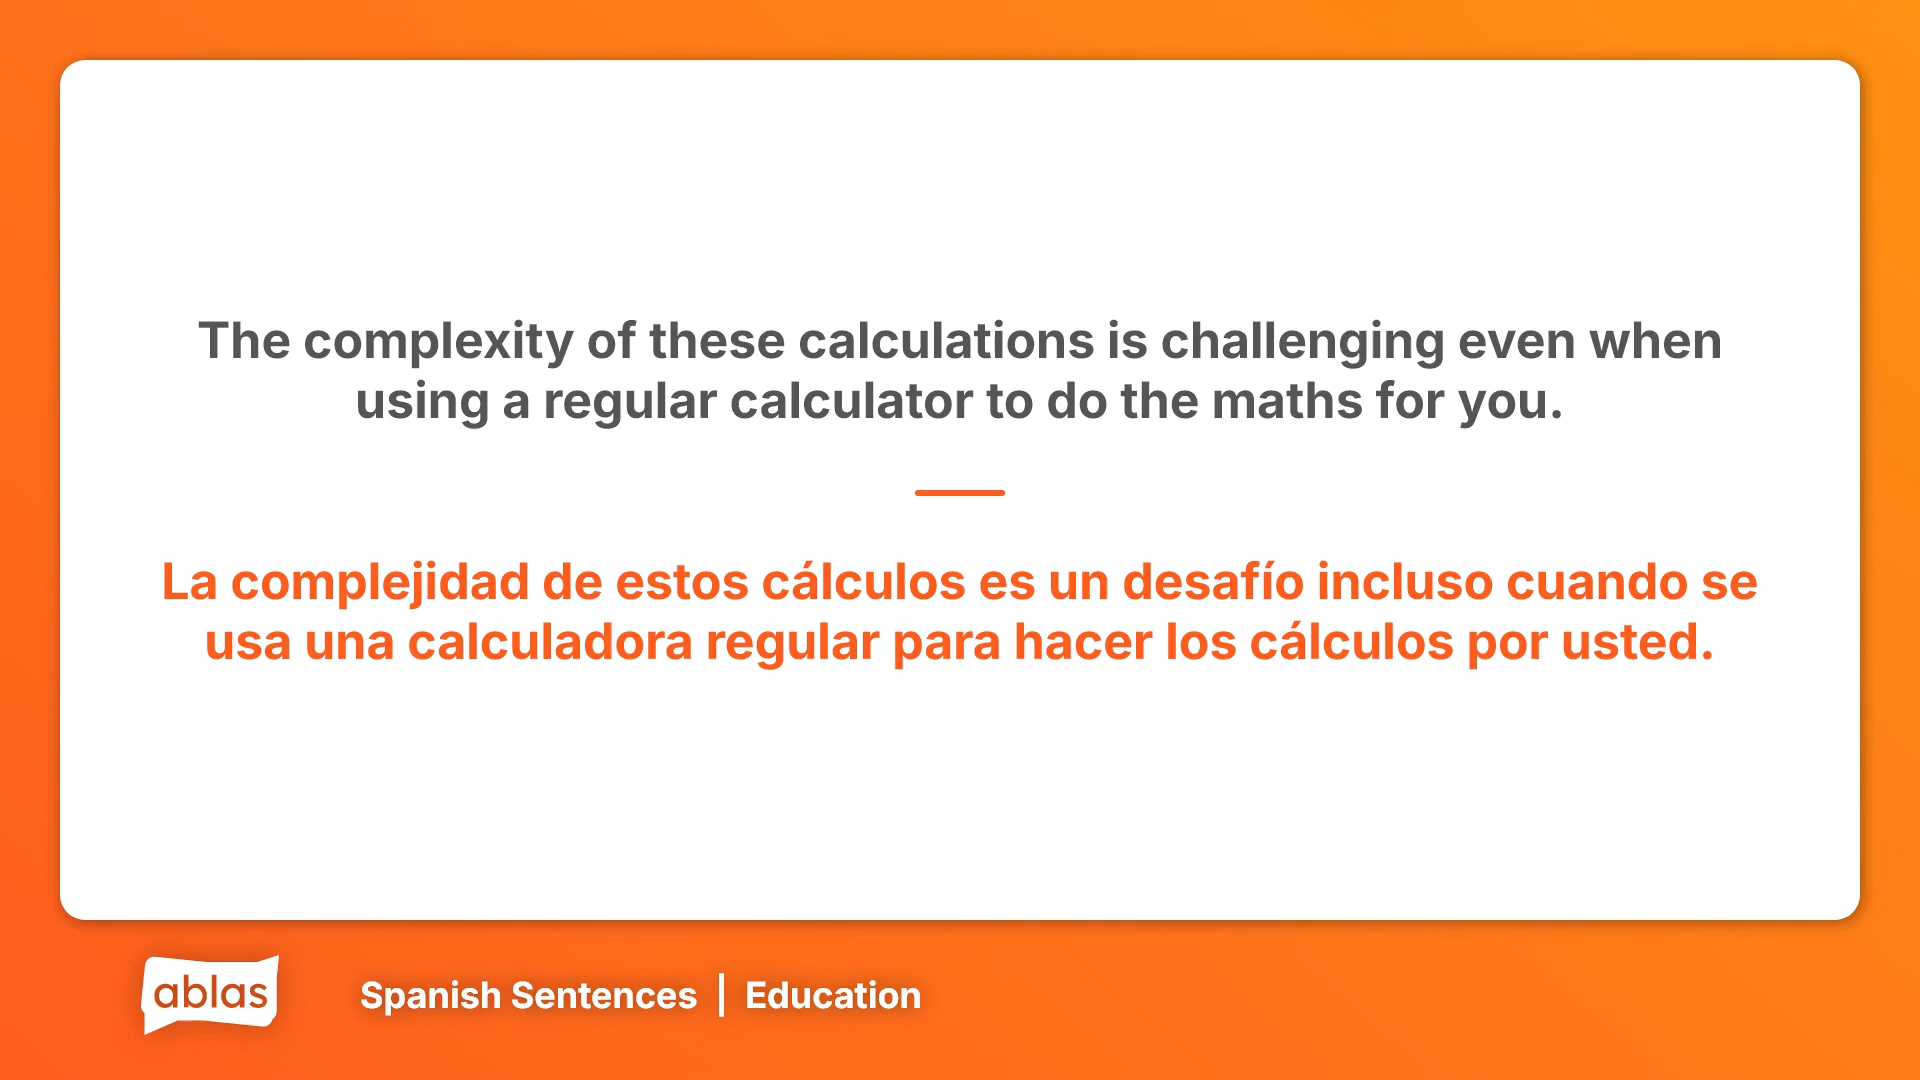 The complexity of these calculations is challenging even when
using a regular calculator to do the maths for you.
La complejidad de estos cálculos es un desafío incluso cuando se
usa una calculadora regular para hacer los cálculos por usted.
ablas
Spanish Sentences | Education